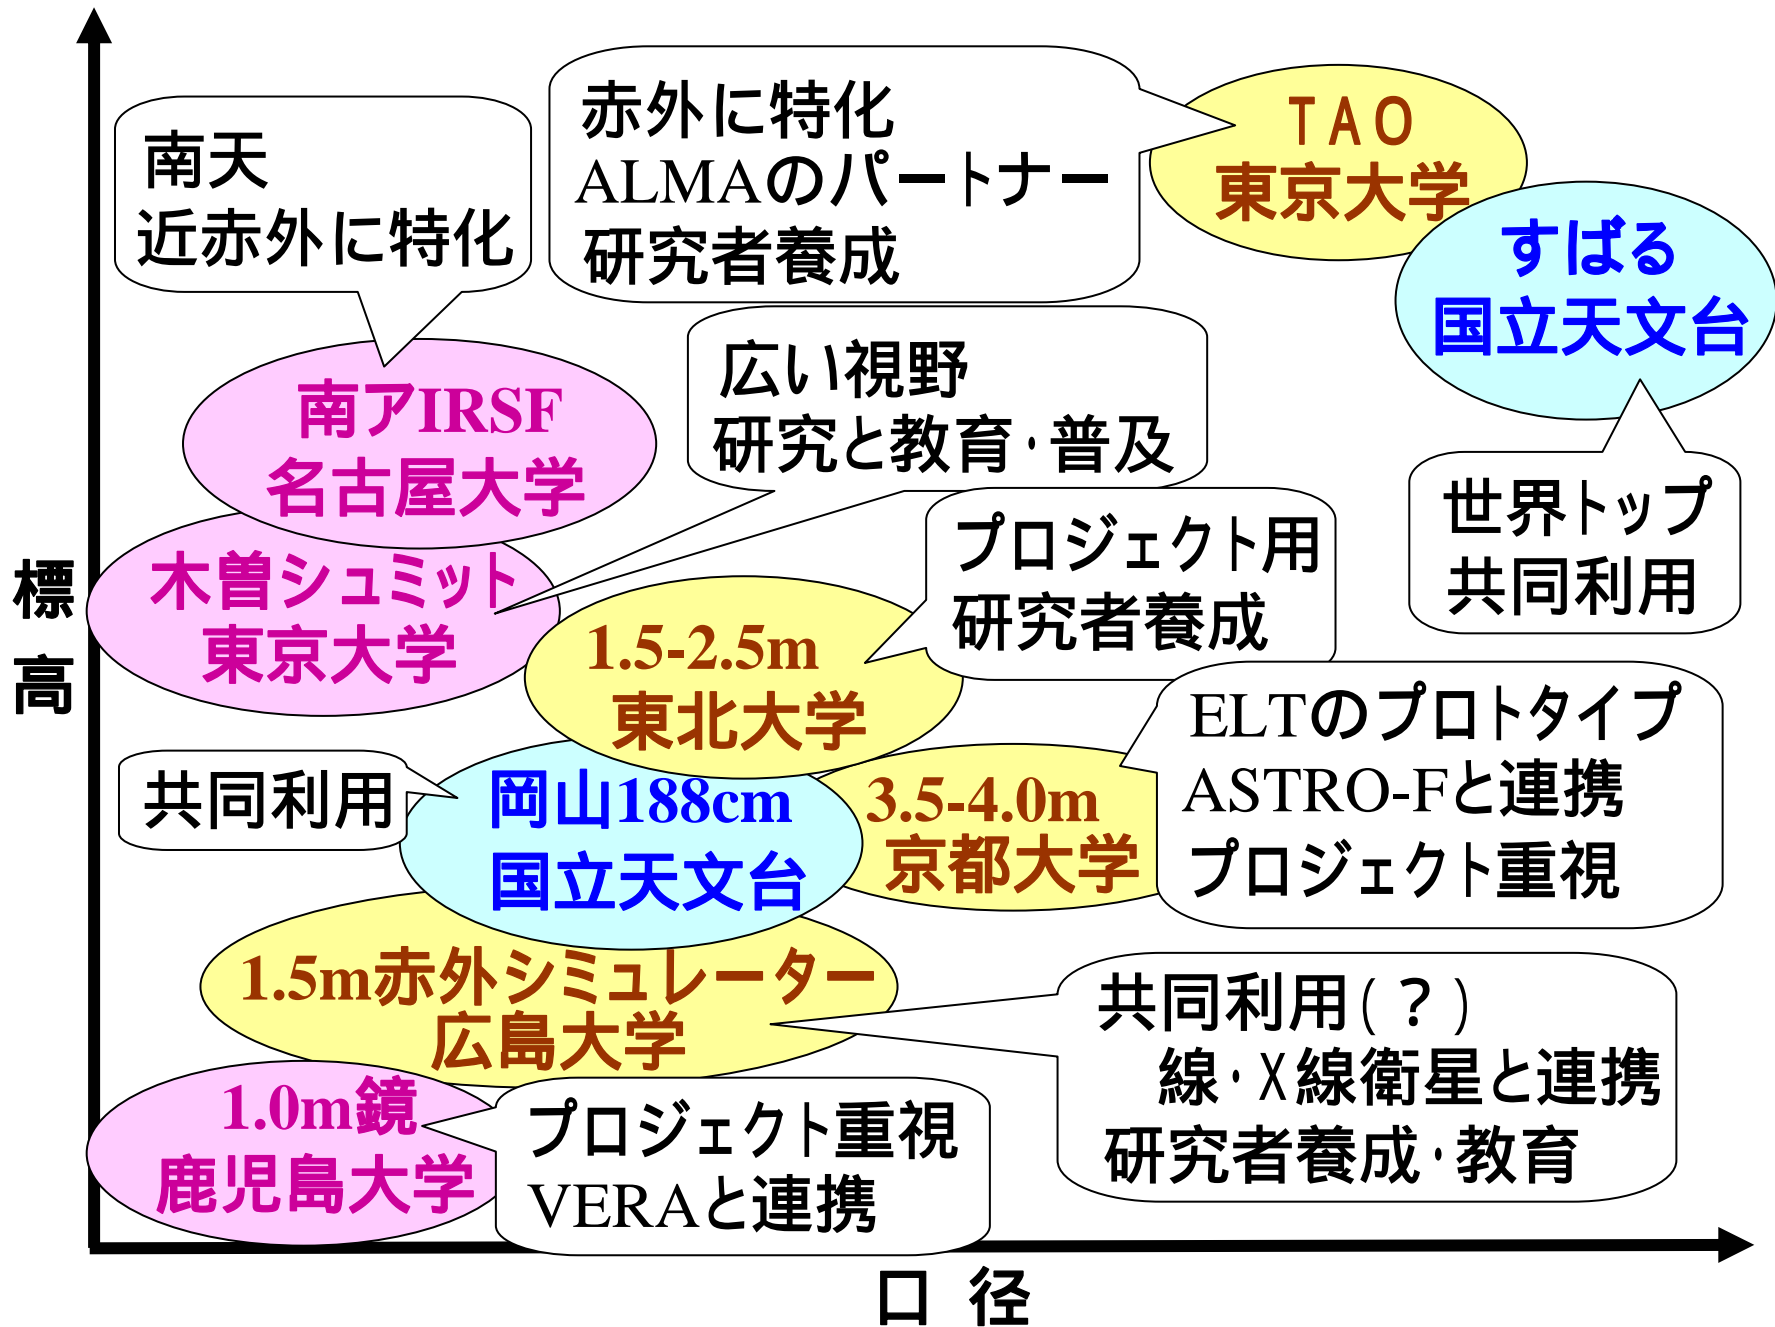 赤外に特化
ALMAのパートナー
研究者養成
TAO
東京大学
南天
近赤外に特化
すばる
国立天文台
広い視野
研究と教育・普及
南アIRSF
名古屋大学
世界トップ
共同利用
プロジェクト用
研究者養成
木曽シュミット
東京大学
標
高
1.5-2.5m
東北大学
ELTのプロトタイプ
ASTRO-Fと連携
プロジェクト重視
共同利用
岡山188cm
国立天文台
3.5-4.0m
京都大学
1.5m赤外シミュレーター
広島大学
共同利用(？)
線・X線衛星と連携
研究者養成・教育
1.0m鏡
鹿児島大学
プロジェクト重視
VERAと連携
口 径